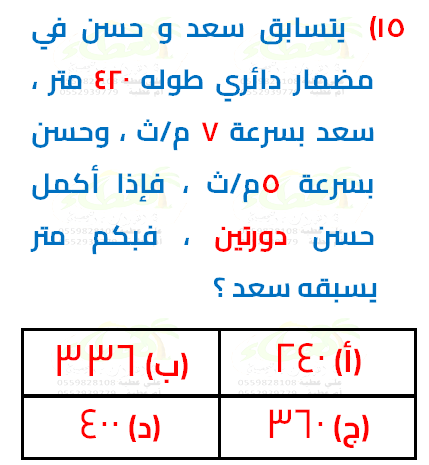 ١٥) يتسابق سعد و حسن في
مضمار دائري طوله ٤٢٠ متر ،
سعد بسرعة ٧ م/ث ، وحسن
بسرعة ٥م/ث ، فإذا أكمل
حسن دورتين ، فبكم متر
يسبقه سعد ؟
(أ) ٢٤٠ (ب) ٣٣٦
(ج) ٣٦٠ (د) ٤٠٠